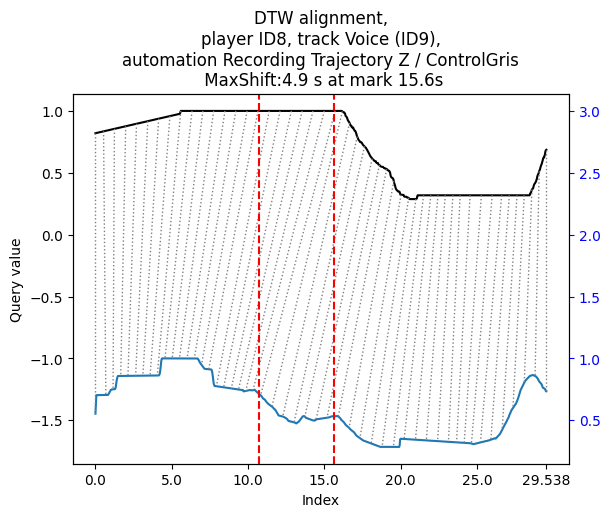 DTW alignment,
player ID8, track Voice (ID9),
automation Recording Trajectory Z / ControlGris
MaxShift:4.9 s at mark 15.6s
1.0
0.5
0.0
−0.5
−1.0
−1.5
Query value
3.0
2.5
2.0
1.5
1.0
0.5
0.0 5.0 10.0 15.0 20.0 25.0 29.538
Index